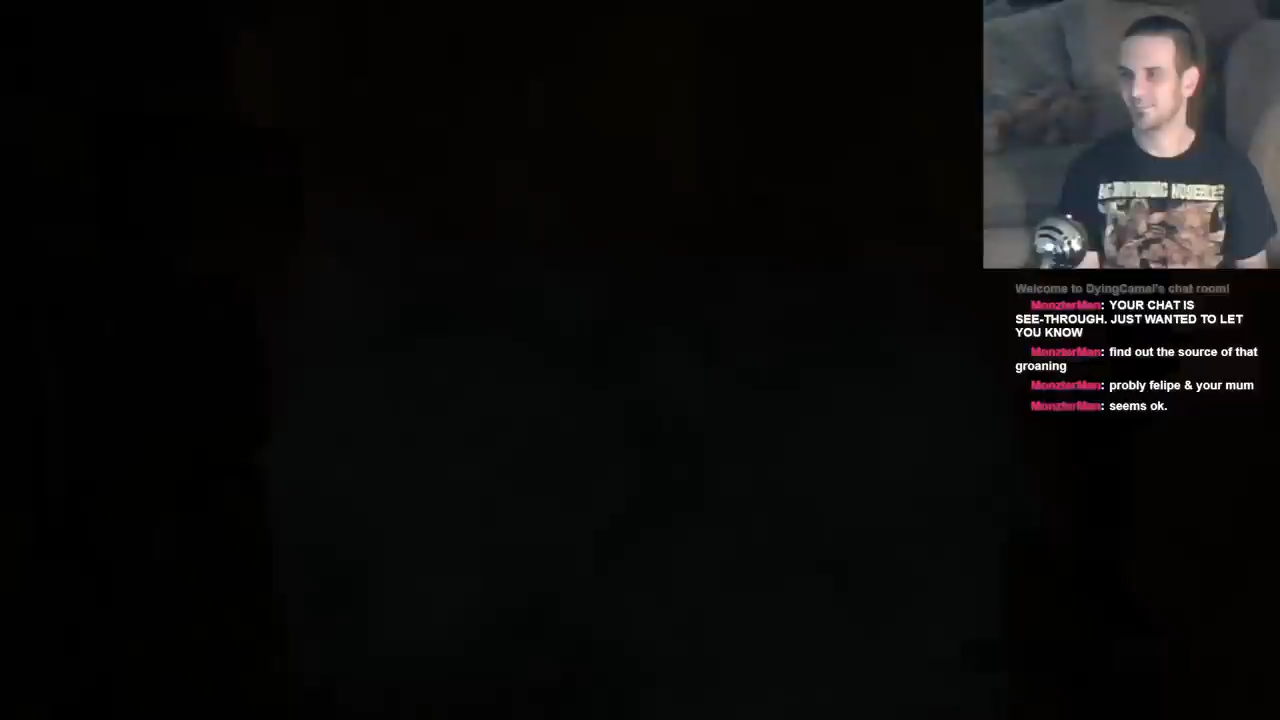 Welcome to DyingCamel's chat room!
MonzterMan: YOUR CHAT IS
SEE-THROUGH. JUST WANTED TO LET
YOU KNOW
MonzterMan: find out the source of that
groaning
MonzterMan: probly felipe & your mum
MonzterMan: seems ok.